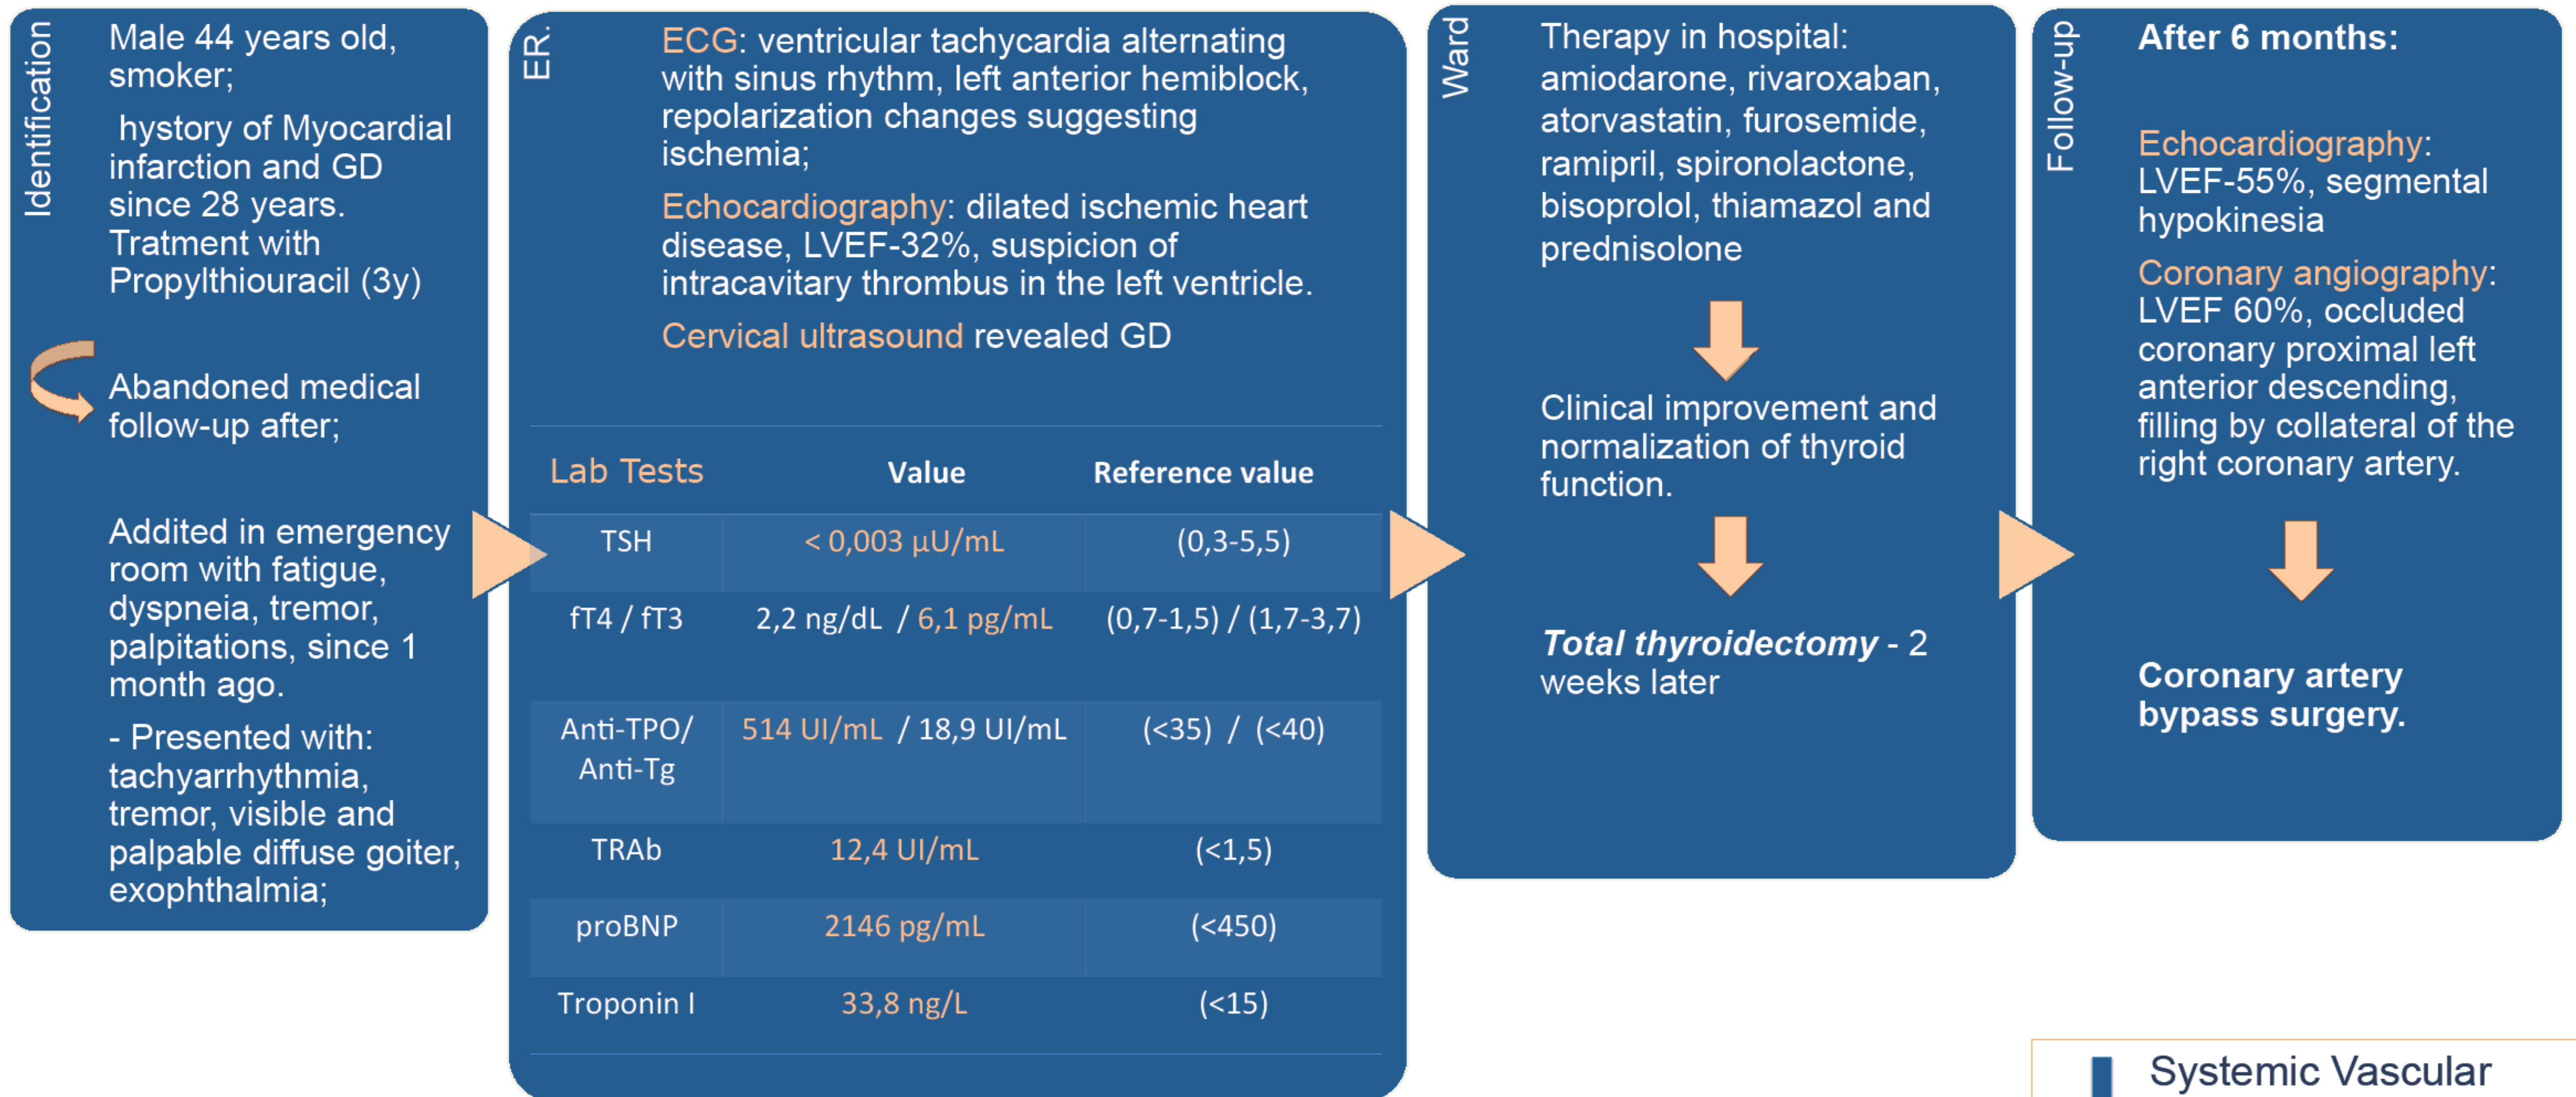 Identification
Male 44 years old,
smoker;
hystory of Myocardial
infarction and GD
since 28 years.
Tratment with
Propylthiouracil (3y)
Abandoned medical
follow-up after;
Addited in emergency
room with fatigue,
dyspneia, tremor,
palpitations, since 1
month ago.
- Presented with:
tachyarrhythmia,
tremor, visible and
palpable diffuse goiter,
exophthalmia;
ER.
ECG: ventricular tachycardia alternating
with sinus rhythm, left anterior hemiblock,
repolarization changes suggesting
ischemia;
Echocardiography: dilated ischemic heart
disease, LVEF-32%, suspicion of
intracavitary thrombus in the left ventricle.
Cervical ultrasound revealed GD
Lab Tests Value Reference value
TSH < 0,003 µU/mL (0,3-5,5)
fT4 / fT3 2,2 ng/dL / 6,1 pg/mL (0,7-1,5) / (1,7-3,7)
Anti-TPO/ 514 UI/mL / 18,9 UI/mL (<35) / (<40)
Anti-Tg
TRAb 12,4 UI/mL (<1,5)
proBNP 2146 pg/mL (<450)
Troponin I 33,8 ng/L (<15)
Ward
Therapy in hospital:
amiodarone, rivaroxaban,
atorvastatin, furosemide,
ramipril, spironolactone,
bisoprolol, thiamazol and
prednisolone
Clinical improvement and
normalization of thyroid
function.
Total thyroidectomy - 2
weeks later
Follow-up
After 6 months:
Echocardiography:
LVEF-55%, segmental
hypokinesia
Coronary angiography:
LVEF 60%, occluded
coronary proximal left
anterior descending,
filling by collateral of the
right coronary artery.
Coronary artery
bypass surgery.
Systemic Vascular